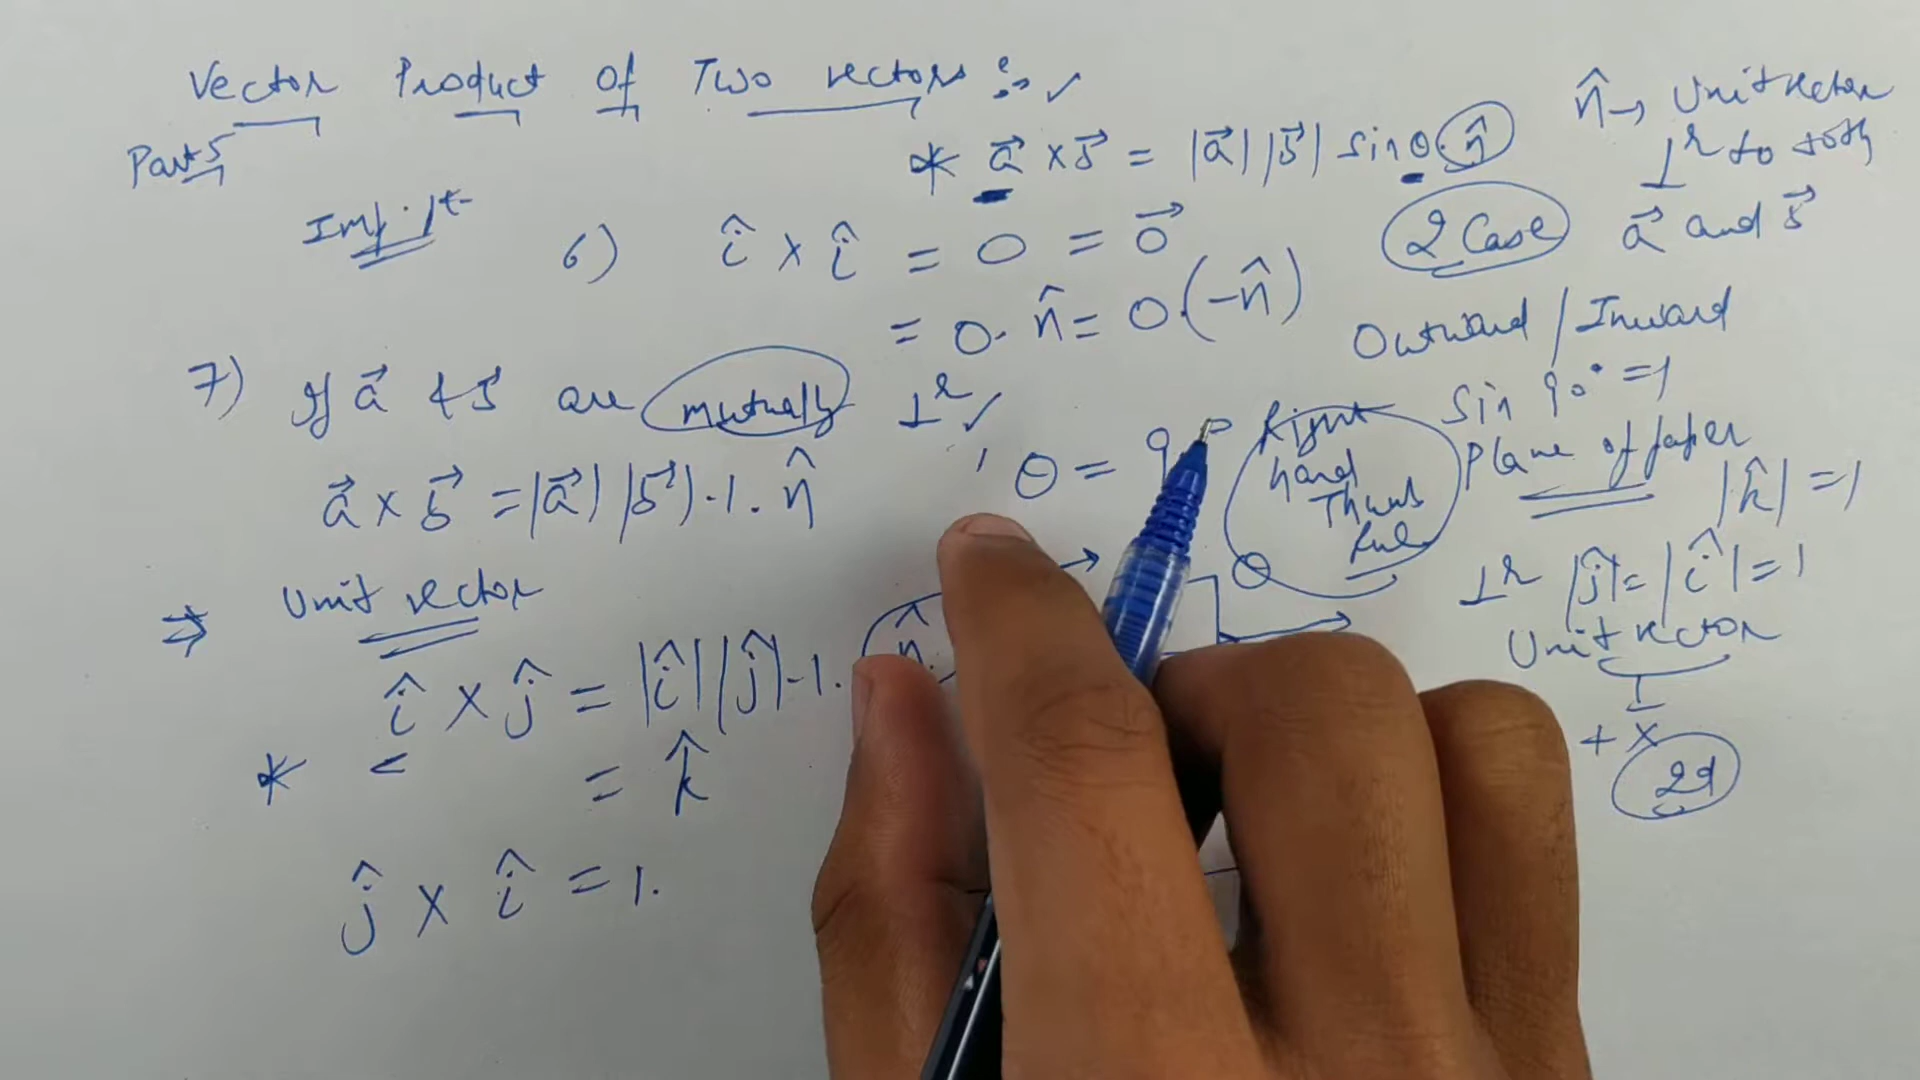 Vector Product Of Two vectors :- ✓
Part 5
* a⃗ × b⃗ = |a⃗| |b⃗| sinθ·n̂
n̂ → Unit vector
⊥r to both
a⃗ and b⃗
Imp.pt
6) î × î = 0 = 0⃗
2 Case
= 0·n̂ = 0·(-n̂)
Outward / Inward
7) If a⃗ & b⃗ are mutually ⊥r ✓
Sin 90° = 1
θ = 90
Right hand Thumb Rule
Plane of paper
a⃗ × b⃗ = |a⃗| |b⃗|·1·n̂
|k̂| = 1
⇒ Unit vector
⊥r |ĵ| = |î| = 1
Unit vector
î × ĵ = |î| |ĵ|·1·n̂
+ x
* = k̂
2d
ĵ × î = 1.